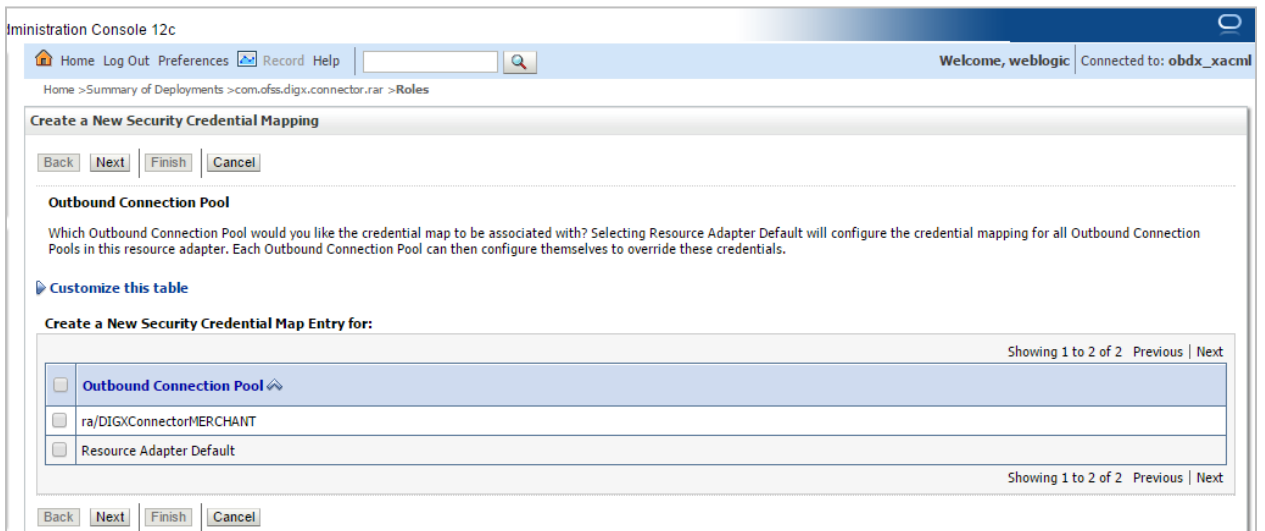 dministration Console 12c
Home Log Out Preferences Record Help
Welcome, weblogic Connected to: obdx_xacml
Home >Summary of Deployments >com.ofss.digx.connector.rar >Roles
Create a New Security Credential Mapping
Back Next Finish Cancel
Outbound Connection Pool
Which Outbound Connection Pool would you like the credential map to be associated with? Selecting Resource Adapter Default will configure the credential mapping for all Outbound Connection
Pools in this resource adapter. Each Outbound Connection Pool can then configure themselves to override these credentials.
Customize this table
Create a New Security Credential Map Entry for:
Showing 1 to 2 of 2 Previous | Next
Outbound Connection Pool
ra/DIGXConnectorMERCHANT
Resource Adapter Default
Showing 1 to 2 of 2 Previous | Next
Back Next Finish Cancel